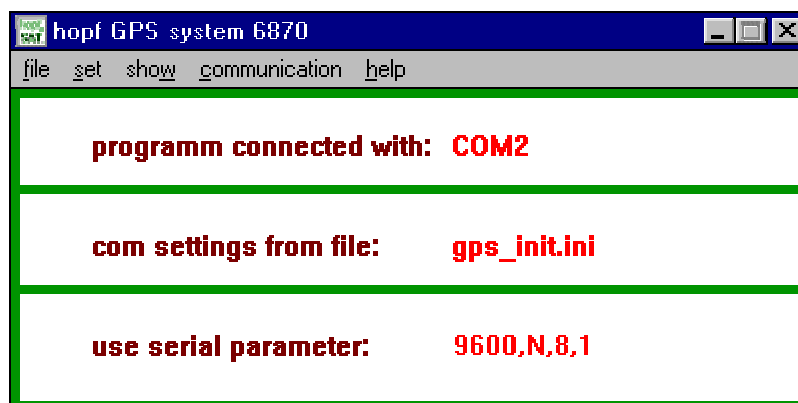 hopf GPS system 6870
file set show communication help
programm connected with: COM2
com settings from file: gps_init.ini
use serial parameter: 9600,N,8,1